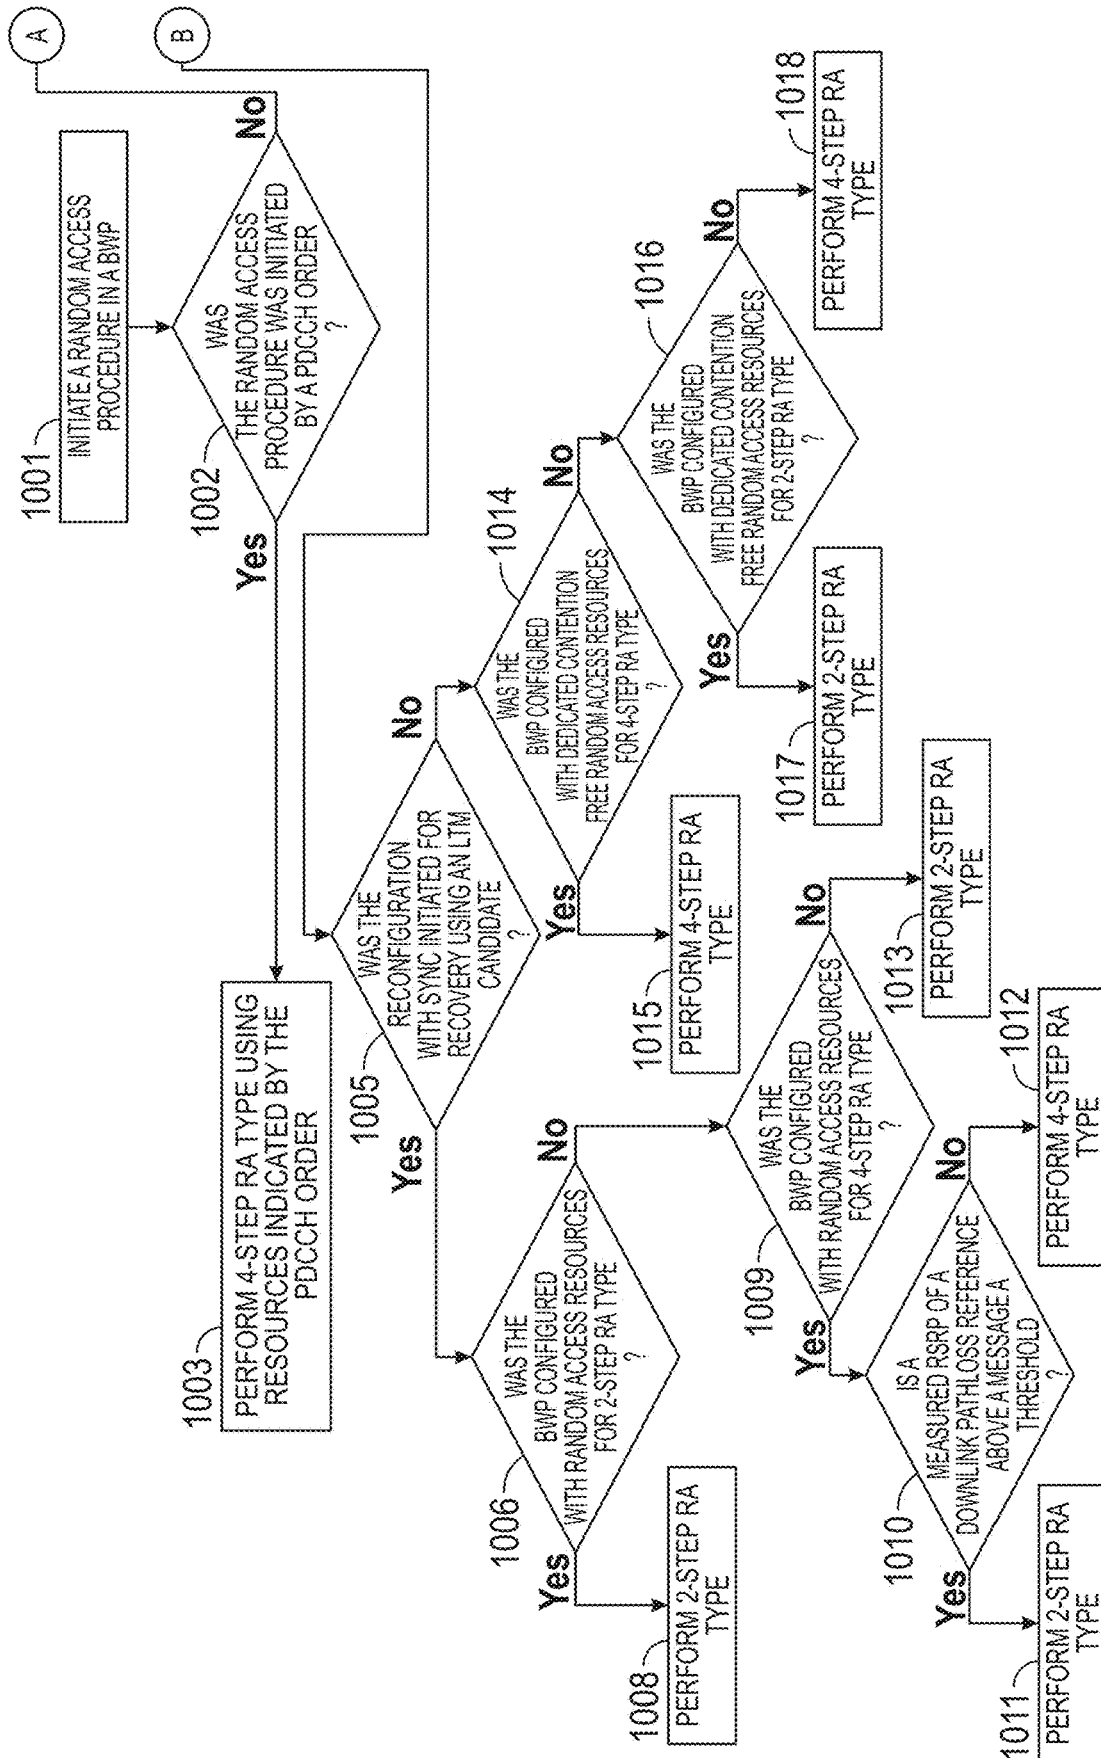 1001
INITIATE A RANDOM ACCESS
PROCEDURE IN A BWP
1002
WAS
THE RANDOM ACCESS
PROCEDURE WAS INITIATED
BY A PDCCH ORDER
?
No
A
B
Yes
1003
PERFORM 4-STEP RA TYPE USING
RESOURCES INDICATED BY THE
PDCCH ORDER
1005
WAS THE
RECONFIGURATION
WITH SYNC INITIATED FOR
RECOVERY USING AN LTM
CANDIDATE
?
Yes
No
1006
WAS THE
BWP CONFIGURED
WITH RANDOM ACCESS RESOURCES
FOR 2-STEP RA TYPE
?
Yes
No
1008
PERFORM 2-STEP RA
TYPE
1009
WAS THE
BWP CONFIGURED
WITH RANDOM ACCESS RESOURCES
FOR 4-STEP RA TYPE
?
Yes
No
1010
IS A
MEASURED RSRP OF A
DOWNLINK PATHLOSS REFERENCE
ABOVE A MESSAGE A
THRESHOLD
?
Yes
No
1011
PERFORM 2-STEP RA
TYPE
1012
PERFORM 4-STEP RA
TYPE
1013
PERFORM 2-STEP RA
TYPE
1014
WAS THE
BWP CONFIGURED
WITH DEDICATED CONTENTION
FREE RANDOM ACCESS RESOURCES
FOR 4-STEP RA TYPE
?
Yes
No
1015
PERFORM 4-STEP RA
TYPE
1016
WAS THE
BWP CONFIGURED
WITH DEDICATED CONTENTION
FREE RANDOM ACCESS RESOURCES
FOR 2-STEP RA TYPE
?
Yes
No
1017
PERFORM 2-STEP RA
TYPE
1018
PERFORM 4-STEP RA
TYPE